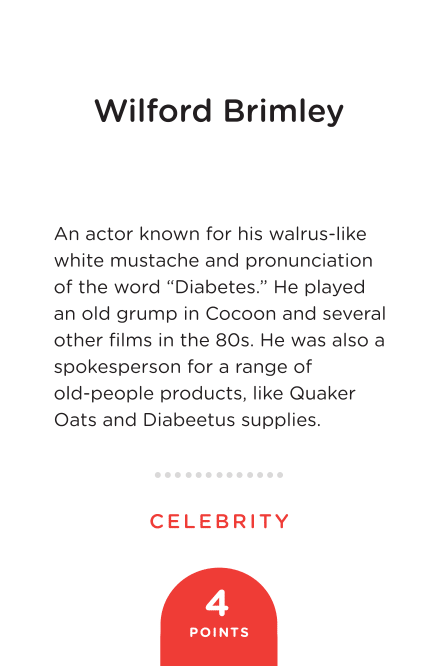 Wilford Brimley
An actor known for his walrus-like
white mustache and pronunciation
of the word “Diabetes.” He played
an old grump in Cocoon and several
other films in the 80s. He was also a
spokesperson for a range of
old-people products, like Quaker
Oats and Diabeetus supplies.
CELEBRITY
4
POINTS